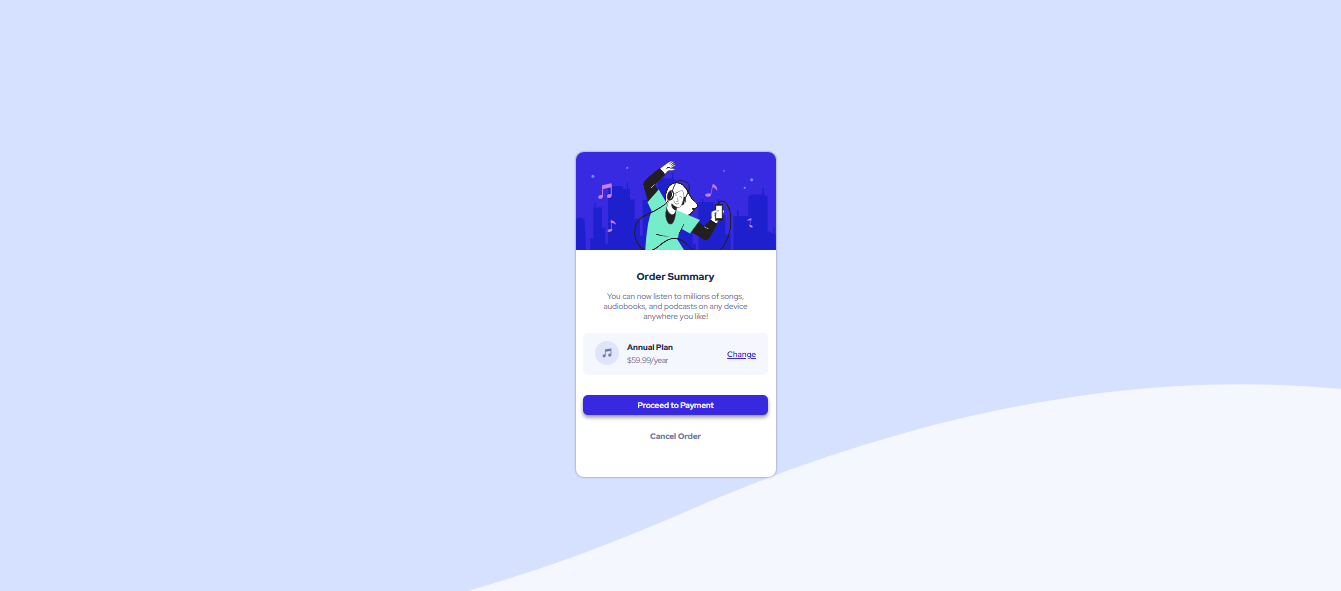 Order Summary
You can now listen to millions of songs,
audiobooks, and podcasts on any device
anywhere you like!
Annual Plan
$59.99/year
Change
Proceed to Payment
Cancel Order